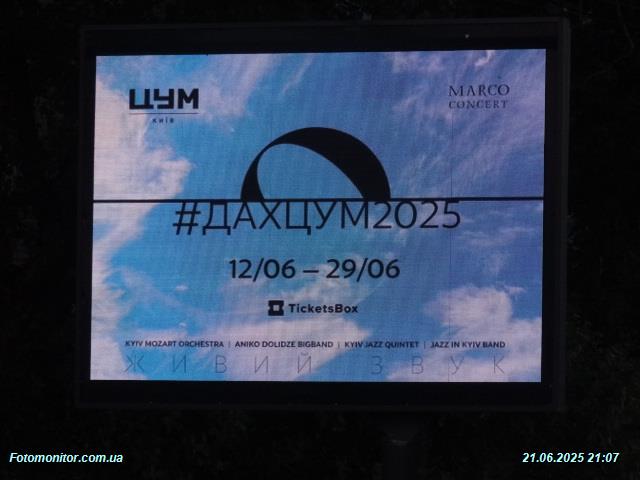 ЦУМ
КИЇВ
MARCO
CONCERT
#ДАХЦУМ2025
12/06 – 29/06
TicketsBox
KYIV MOZART ORCHESTRA | ANIKO DOLIDZE BIGBAND | KYIV JAZZ QUINTET | JAZZ IN KYIV BAND
ЖИВИЙ ЗВУК
Fotomonitor.com.ua
21.06.2025 21:07